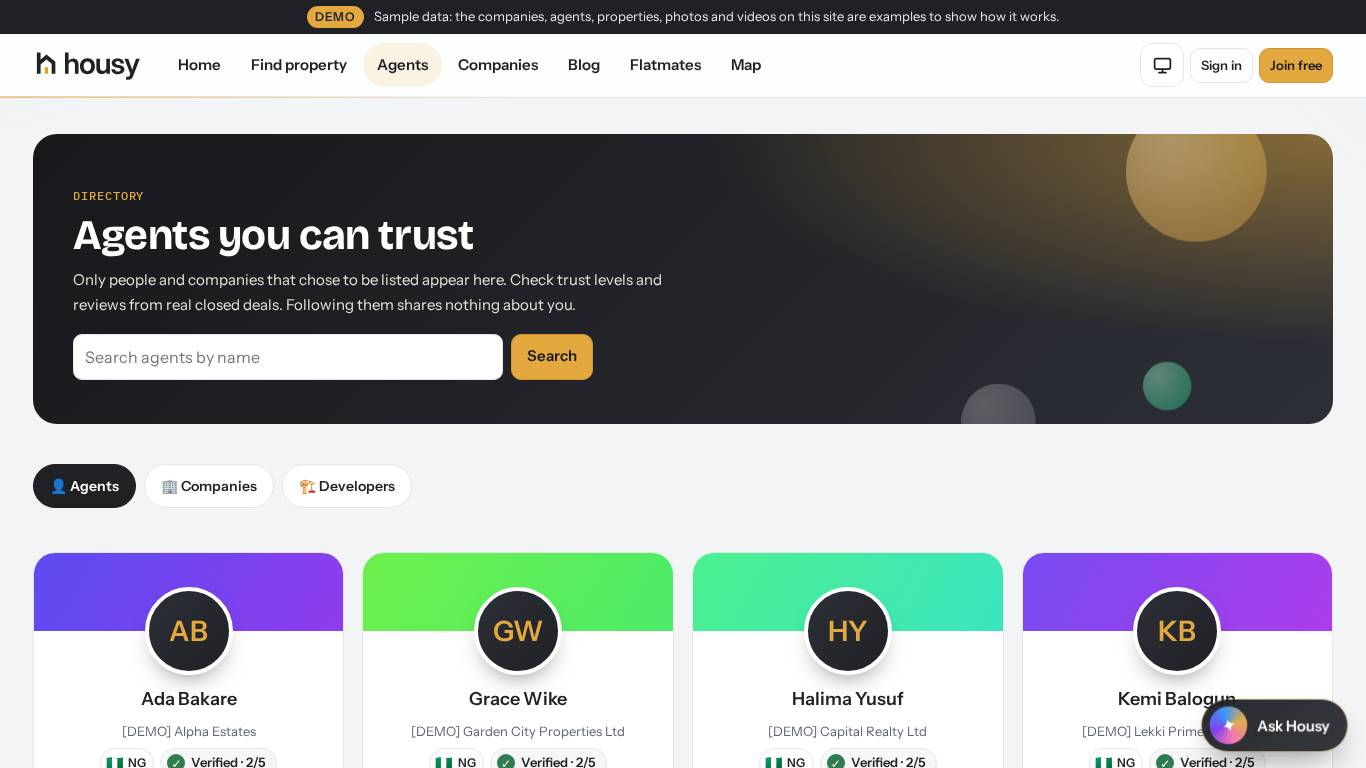 DEMO Sample data: the companies, agents, properties, photos and videos on this site are examples to show how it works.
housy Home Find property Agents Companies Blog Flatmates Map Sign in Join free
DIRECTORY
Agents you can trust
Only people and companies that chose to be listed appear here. Check trust levels and
reviews from real closed deals. Following them shares nothing about you.
Search agents by name Search
Agents Companies Developers
AB GW HY KB
Ada Bakare Grace Wike Halima Yusuf Kemi Balogun
[DEMO] Alpha Estates [DEMO] Garden City Properties Ltd [DEMO] Capital Realty Ltd [DEMO] Lekki Prime
Ask Housy
NG Verified · 2/5 NG Verified · 2/5 NG Verified · 2/5 NG Verified · 2/5